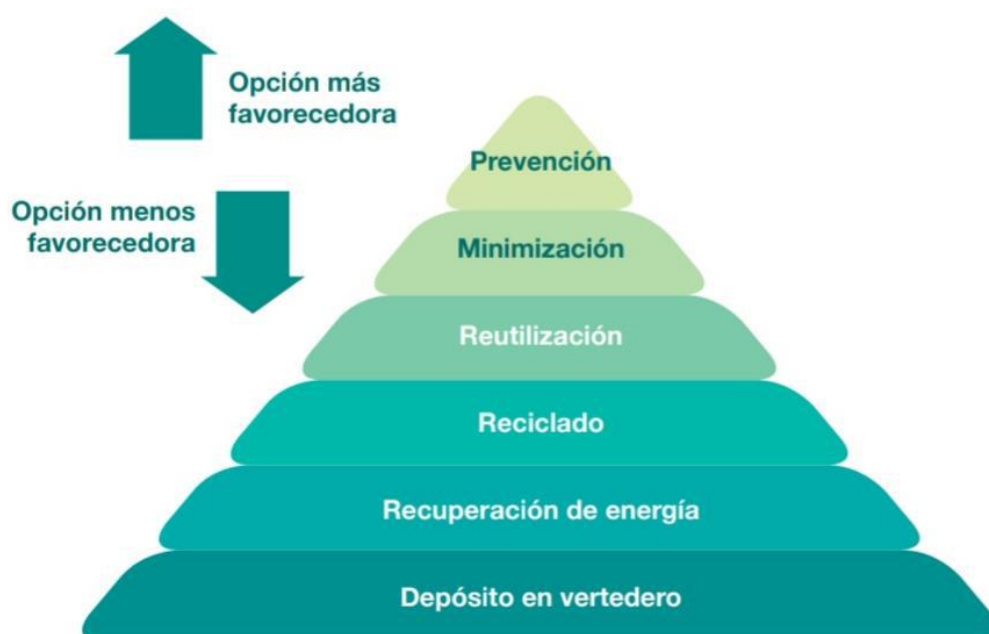 Opción más
favorecedora
Opción menos
favorecedora
Prevención
Minimización
Reutilización
Reciclado
Recuperación de energía
Depósito en vertedero